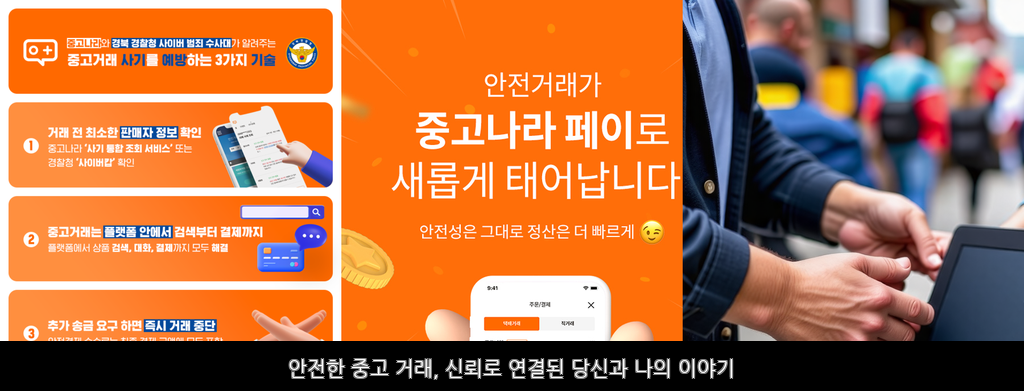 중고나라와 경북 경찰청 사이버 범죄 수사대가 알려주는
중고거래 사기를 예방하는 3가지 기술
1
거래 전 최소한 판매자 정보 확인
중고나라 '사기 통합 조회 서비스' 또는
경찰청 '사이버캅' 확인
2
중고거래는 플랫폼 안에서 검색부터 결제까지
플랫폼에서 상품 검색, 대화, 결제까지 모두 해결
3
추가 송금 요구 하면 즉시 거래 중단
안전거래가
중고나라 페이로
새롭게 태어납니다
안전성은 그대로 정산은 더 빠르게
9:41
주문/결제
택배거래
직거래
안전한 중고 거래, 신뢰로 연결된 당신과 나의 이야기